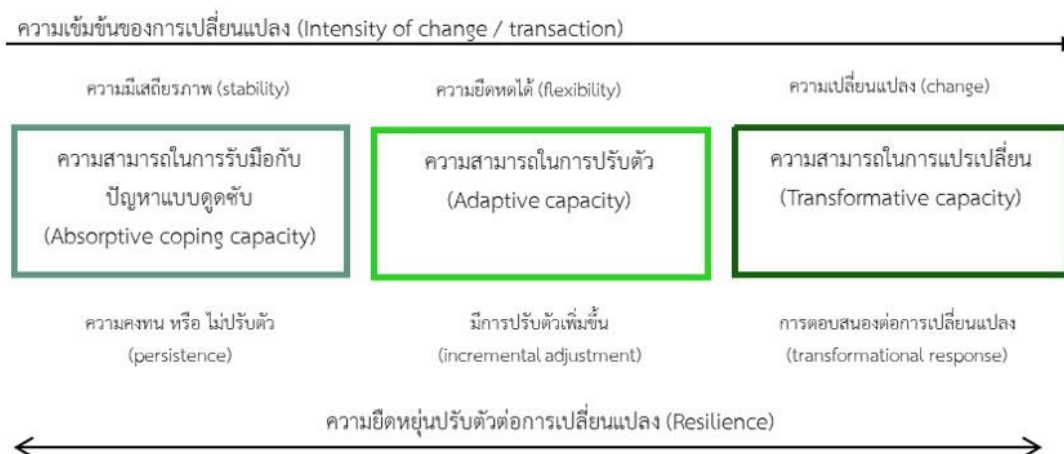 ความเข้มข้นของการเปลี่ยนแปลง (Intensity of change / transaction)
ความมีเสถียรภาพ (stability)
ความยืดหดได้ (flexibility)
ความเปลี่ยนแปลง (change)
ความสามารถในการรับมือกับ
ปัญหาแบบดูดซับ
(Absorptive coping capacity)
ความสามารถในการปรับตัว
(Adaptive capacity)
ความสามารถในการแปรเปลี่ยน
(Transformative capacity)
ความคงทน หรือ ไม่ปรับตัว
(persistence)
มีการปรับตัวเพิ่มขึ้น
(incremental adjustment)
การตอบสนองต่อการเปลี่ยนแปลง
(transformational response)
ความยืดหยุ่นปรับตัวต่อการเปลี่ยนแปลง (Resilience)